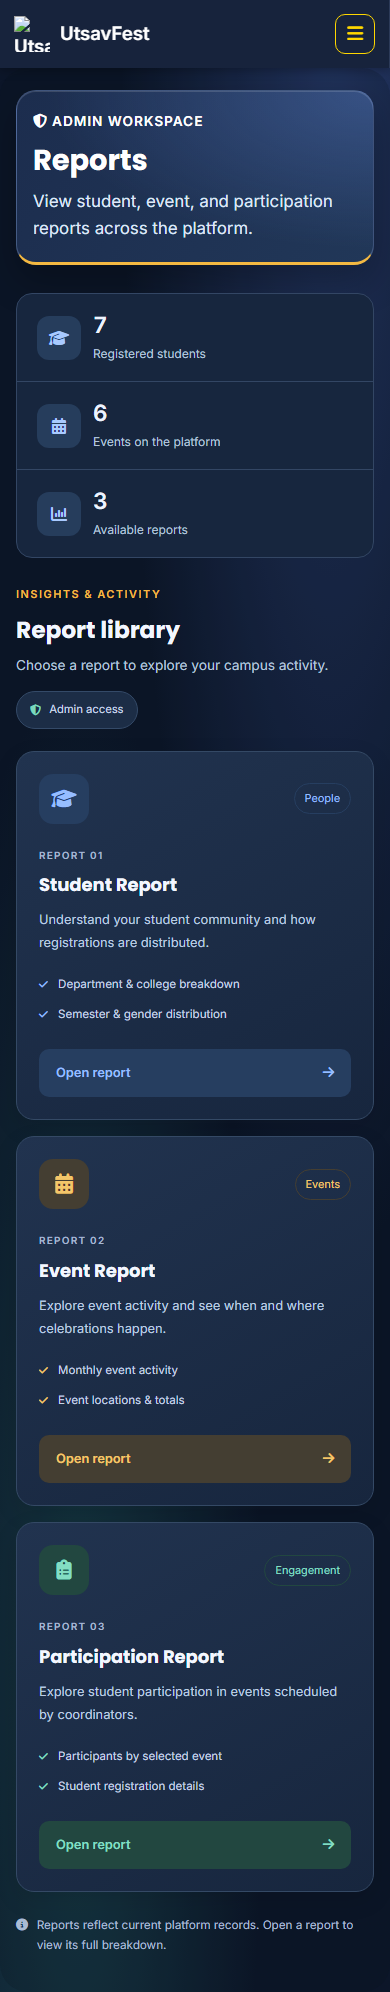 Utsa
UtsavFest
ADMIN WORKSPACE
Reports
View student, event, and participation
reports across the platform.
7
Registered students
6
Events on the platform
3
Available reports
INSIGHTS & ACTIVITY
Report library
Choose a report to explore your campus activity.
Admin access
People
REPORT 01
Student Report
Understand your student community and how
registrations are distributed.
Department & college breakdown
Semester & gender distribution
Open report
Events
REPORT 02
Event Report
Explore event activity and see when and where
celebrations happen.
Monthly event activity
Event locations & totals
Open report
Engagement
REPORT 03
Participation Report
Explore student participation in events scheduled
by coordinators.
Participants by selected event
Student registration details
Open report
Reports reflect current platform records. Open a report to
view its full breakdown.